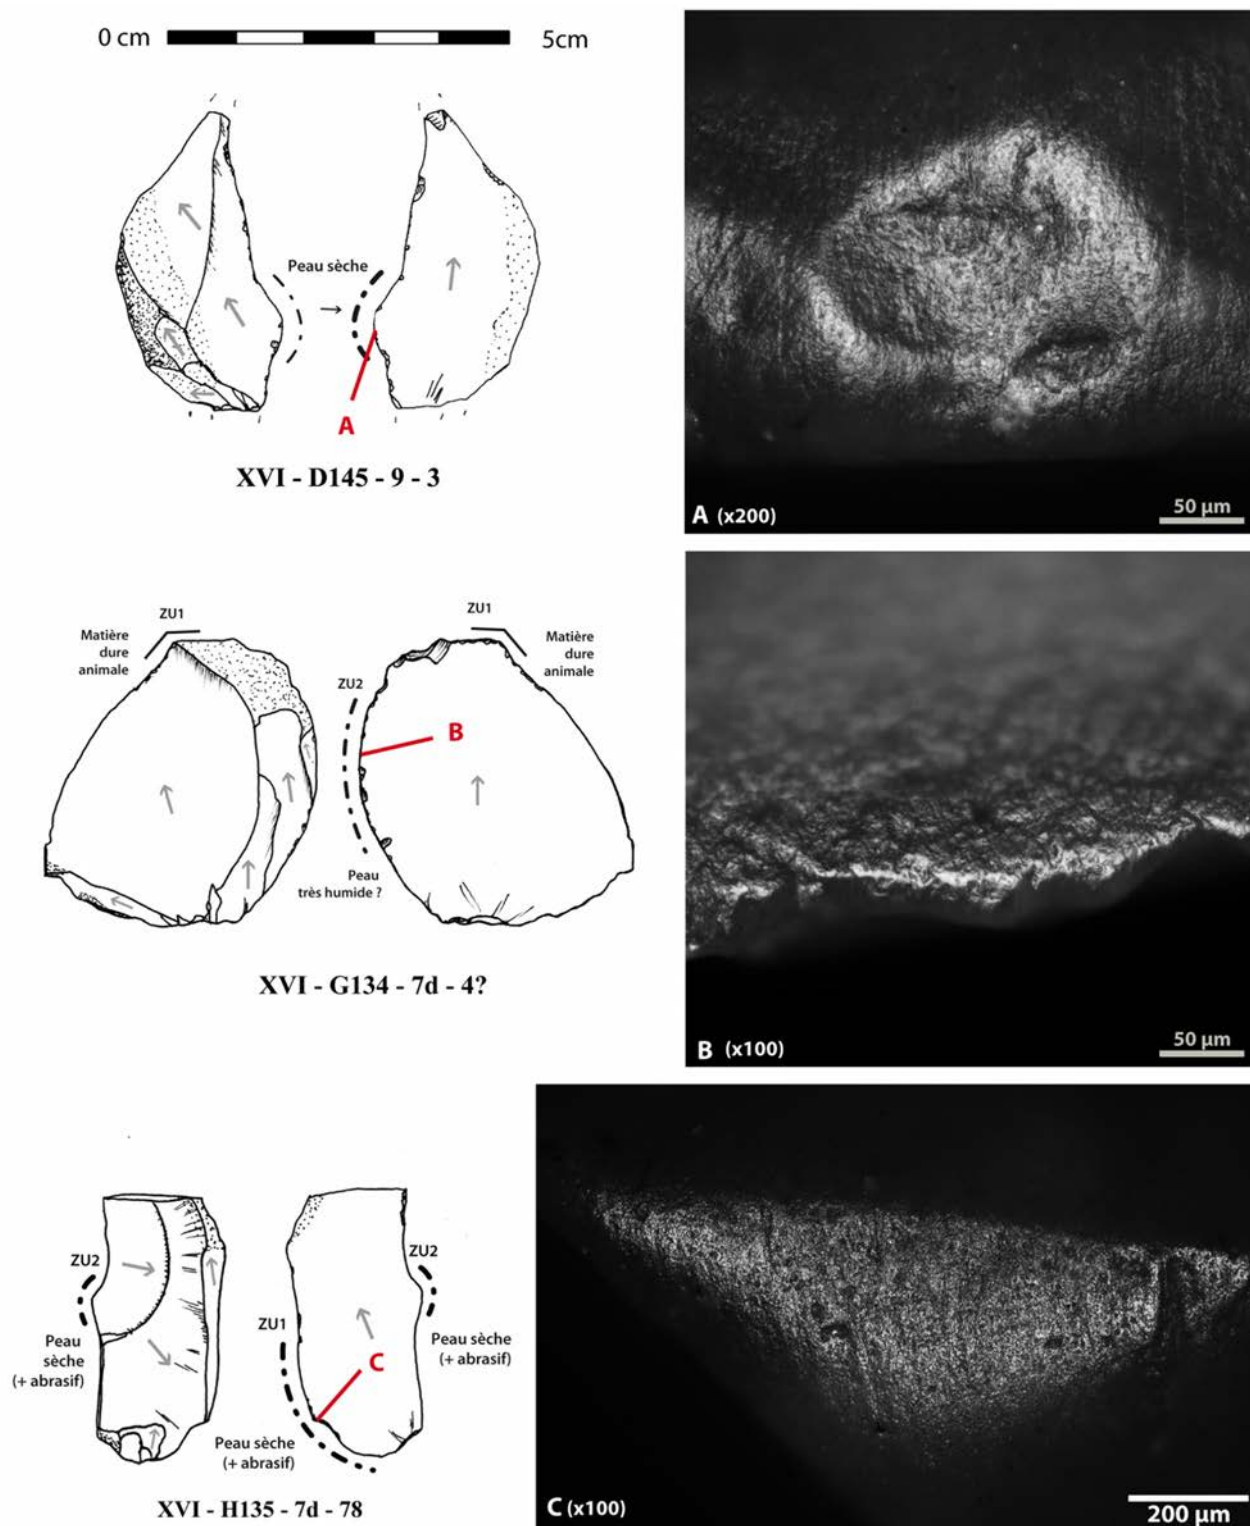 0 cm 5cm
Peau sèche
A
XVI - D145 - 9 - 3
A (x200)
50 µm
ZU1
Matière
dure
animale
ZU1
Matière
dure
animale
ZU2
B
Peau
très humide ?
XVI - G134 - 7d - 4?
B (x100)
50 µm
ZU2
Peau
sèche
(+ abrasif)
ZU2
ZU1
Peau sèche
(+ abrasif)
C
Peau sèche
(+ abrasif)
XVI - H135 - 7d - 78
C (x100)
200 µm